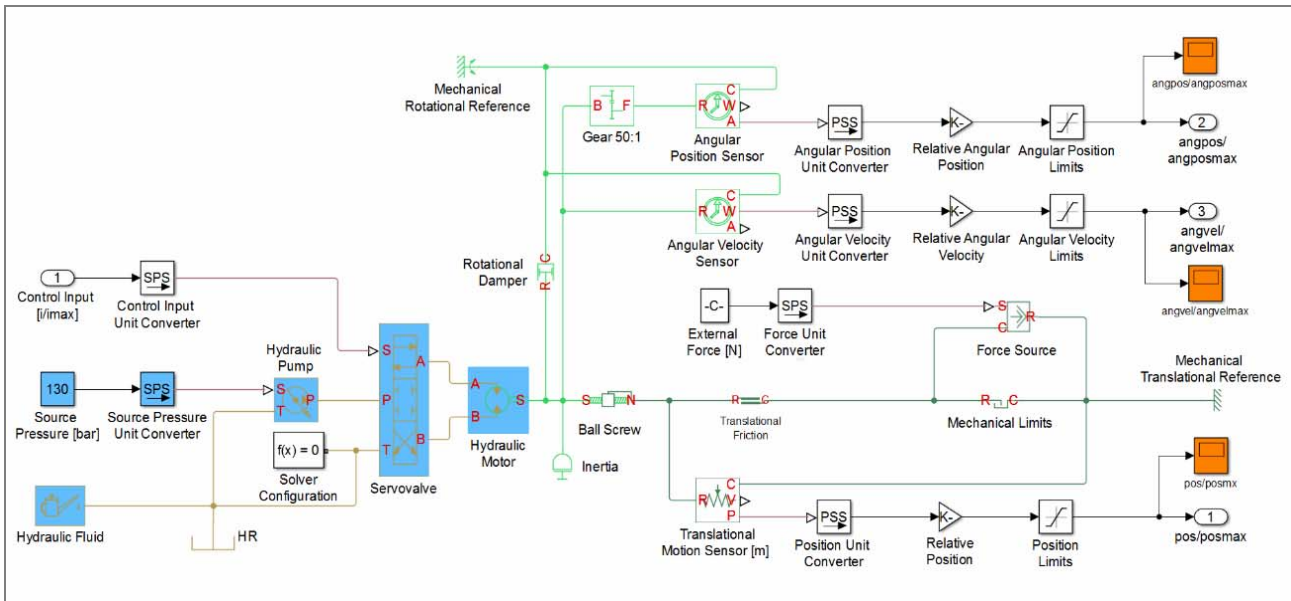 Mechanical
Rotational Reference
B F
Gear 50:1
C
R W
A
Angular
Position Sensor
PSS
Angular Position
Unit Converter
K-
Relative Angular
Position
Angular Position
Limits
angpos/angposmax
2
angpos/
angposmax
C
R W
A
Angular Velocity
Sensor
PSS
Angular Velocity
Unit Converter
K-
Relative Angular
Velocity
Angular Velocity
Limits
3
angvel/
angvelmax
angvel/angvelmax
Rotational
Damper
C
R
1
Control Input
[i/imax]
SPS
Control Input
Unit Converter
-C-
External
Force [N]
SPS
Force Unit
Converter
S
C
R
Force Source
130
Source
Pressure [bar]
SPS
Source Pressure
Unit Converter
Hydraulic
Pump
S
T
P
S
P
T
A
B
Servovalve
A
B
S
Hydraulic
Motor
S N
Ball Screw
R C
Translational
Friction
R C
Mechanical Limits
Mechanical
Translational Reference
f(x) = 0
Solver
Configuration
Inertia
Hydraulic Fluid
HR
C
R V
P
Translational
Motion Sensor [m]
PSS
Position Unit
Converter
K-
Relative
Position
Position
Limits
pos/posmx
1
pos/posmax